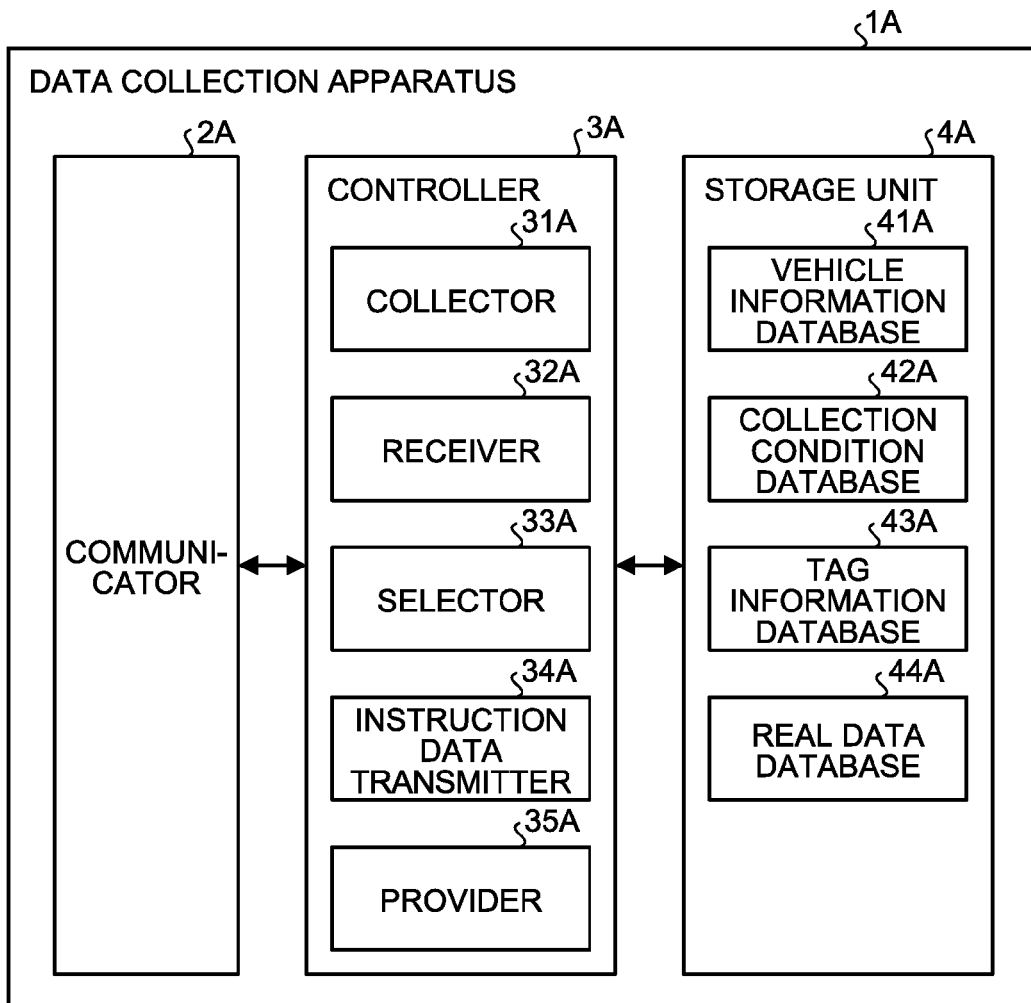 1A
DATA COLLECTION APPARATUS
2A
COMMUNI-
CATOR
3A
CONTROLLER
31A
COLLECTOR
32A
RECEIVER
33A
SELECTOR
34A
INSTRUCTION
DATA
TRANSMITTER
35A
PROVIDER
4A
STORAGE UNIT
41A
VEHICLE
INFORMATION
DATABASE
42A
COLLECTION
CONDITION
DATABASE
43A
TAG
INFORMATION
DATABASE
44A
REAL DATA
DATABASE